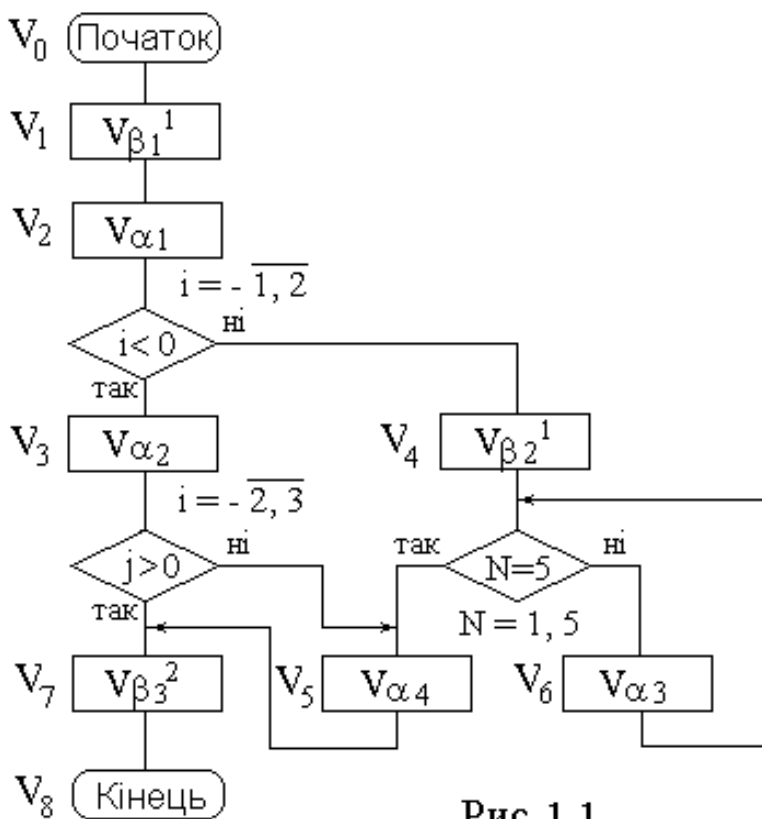 V₀ Початок
V₁ Vβ₁¹
V₂ Vα₁
i = - 1, 2
i < 0 ні
так
V₃ Vα₂ V₄ Vβ₂¹
i = - 2, 3
j>0 ні так N=5 ні
так N = 1, 5
V₇ Vβ₃² V₅ Vα₄ V₆ Vα₃
V₈ Кінець
Рис. 1.1